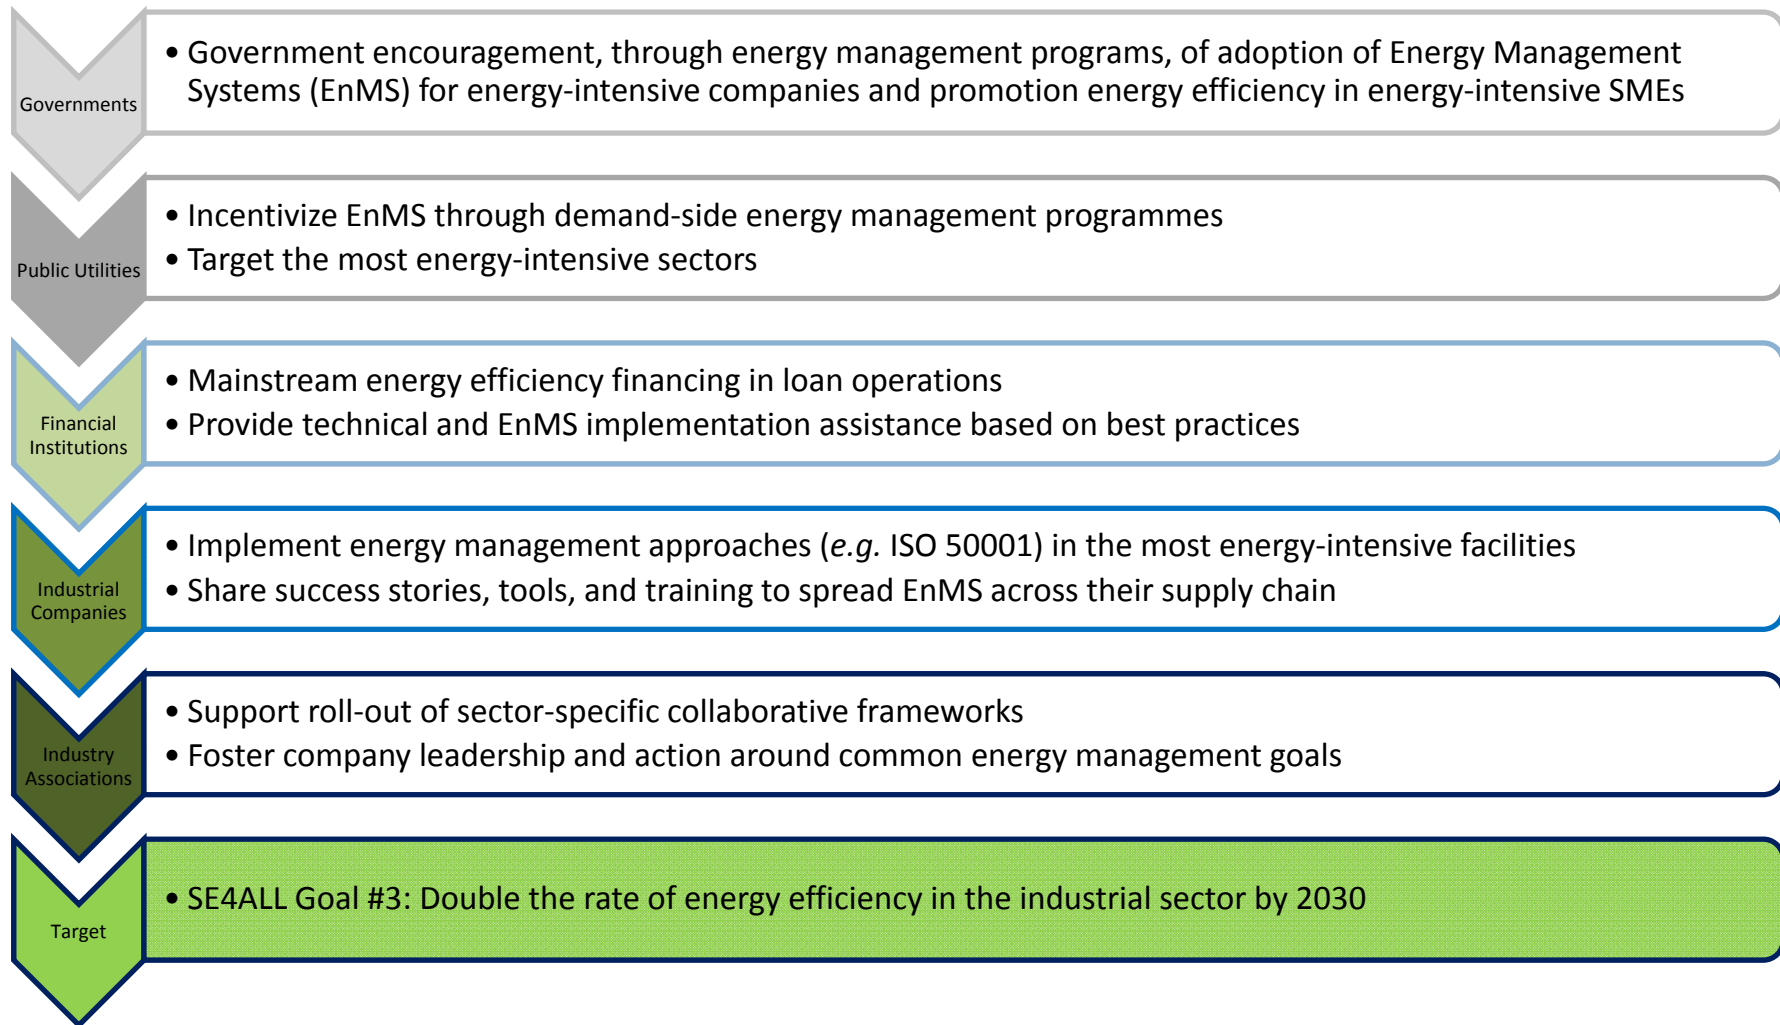 Governments
• Government encouragement, through energy management programs, of adoption of Energy Management
Systems (EnMS) for energy-intensive companies and promotion energy efficiency in energy-intensive SMEs
Public Utilities
• Incentivize EnMS through demand-side energy management programmes
• Target the most energy-intensive sectors
Financial
Institutions
• Mainstream energy efficiency financing in loan operations
• Provide technical and EnMS implementation assistance based on best practices
Industrial
Companies
• Implement energy management approaches (e.g. ISO 50001) in the most energy-intensive facilities
• Share success stories, tools, and training to spread EnMS across their supply chain
Industry
Associations
• Support roll-out of sector-specific collaborative frameworks
• Foster company leadership and action around common energy management goals
Target
• SE4ALL Goal #3: Double the rate of energy efficiency in the industrial sector by 2030